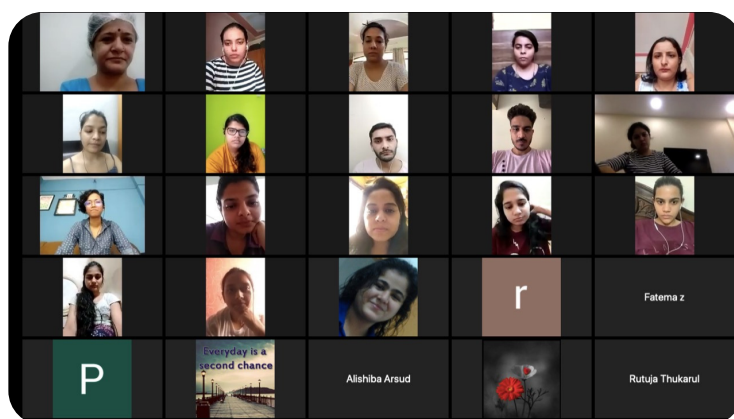 r
Fatema z
P
Everyday is a
second chance
Alishiba Arsud
Rutuja Thukarul